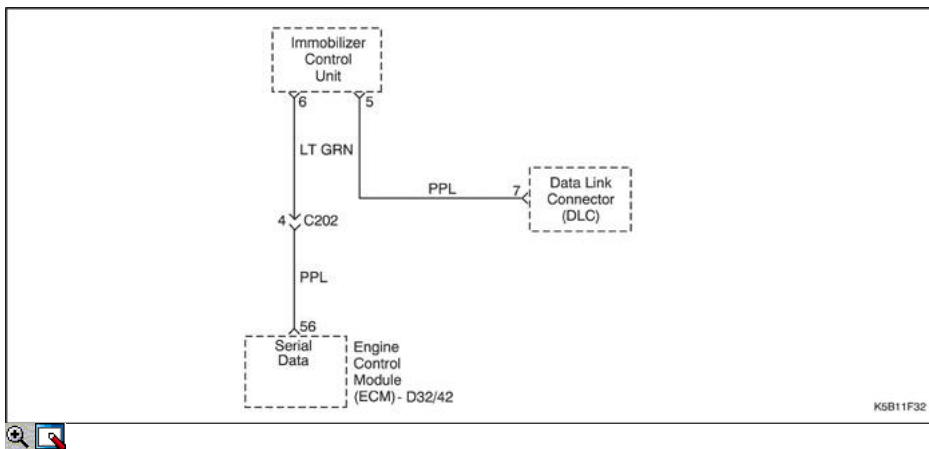 Immobilizer
Control
Unit
6
5
LT GRN
PPL
7
Data Link
Connector
(DLC)
4
C202
PPL
56
Serial
Data
Engine
Control
Module
(ECM) - D32/42
K5B11F32